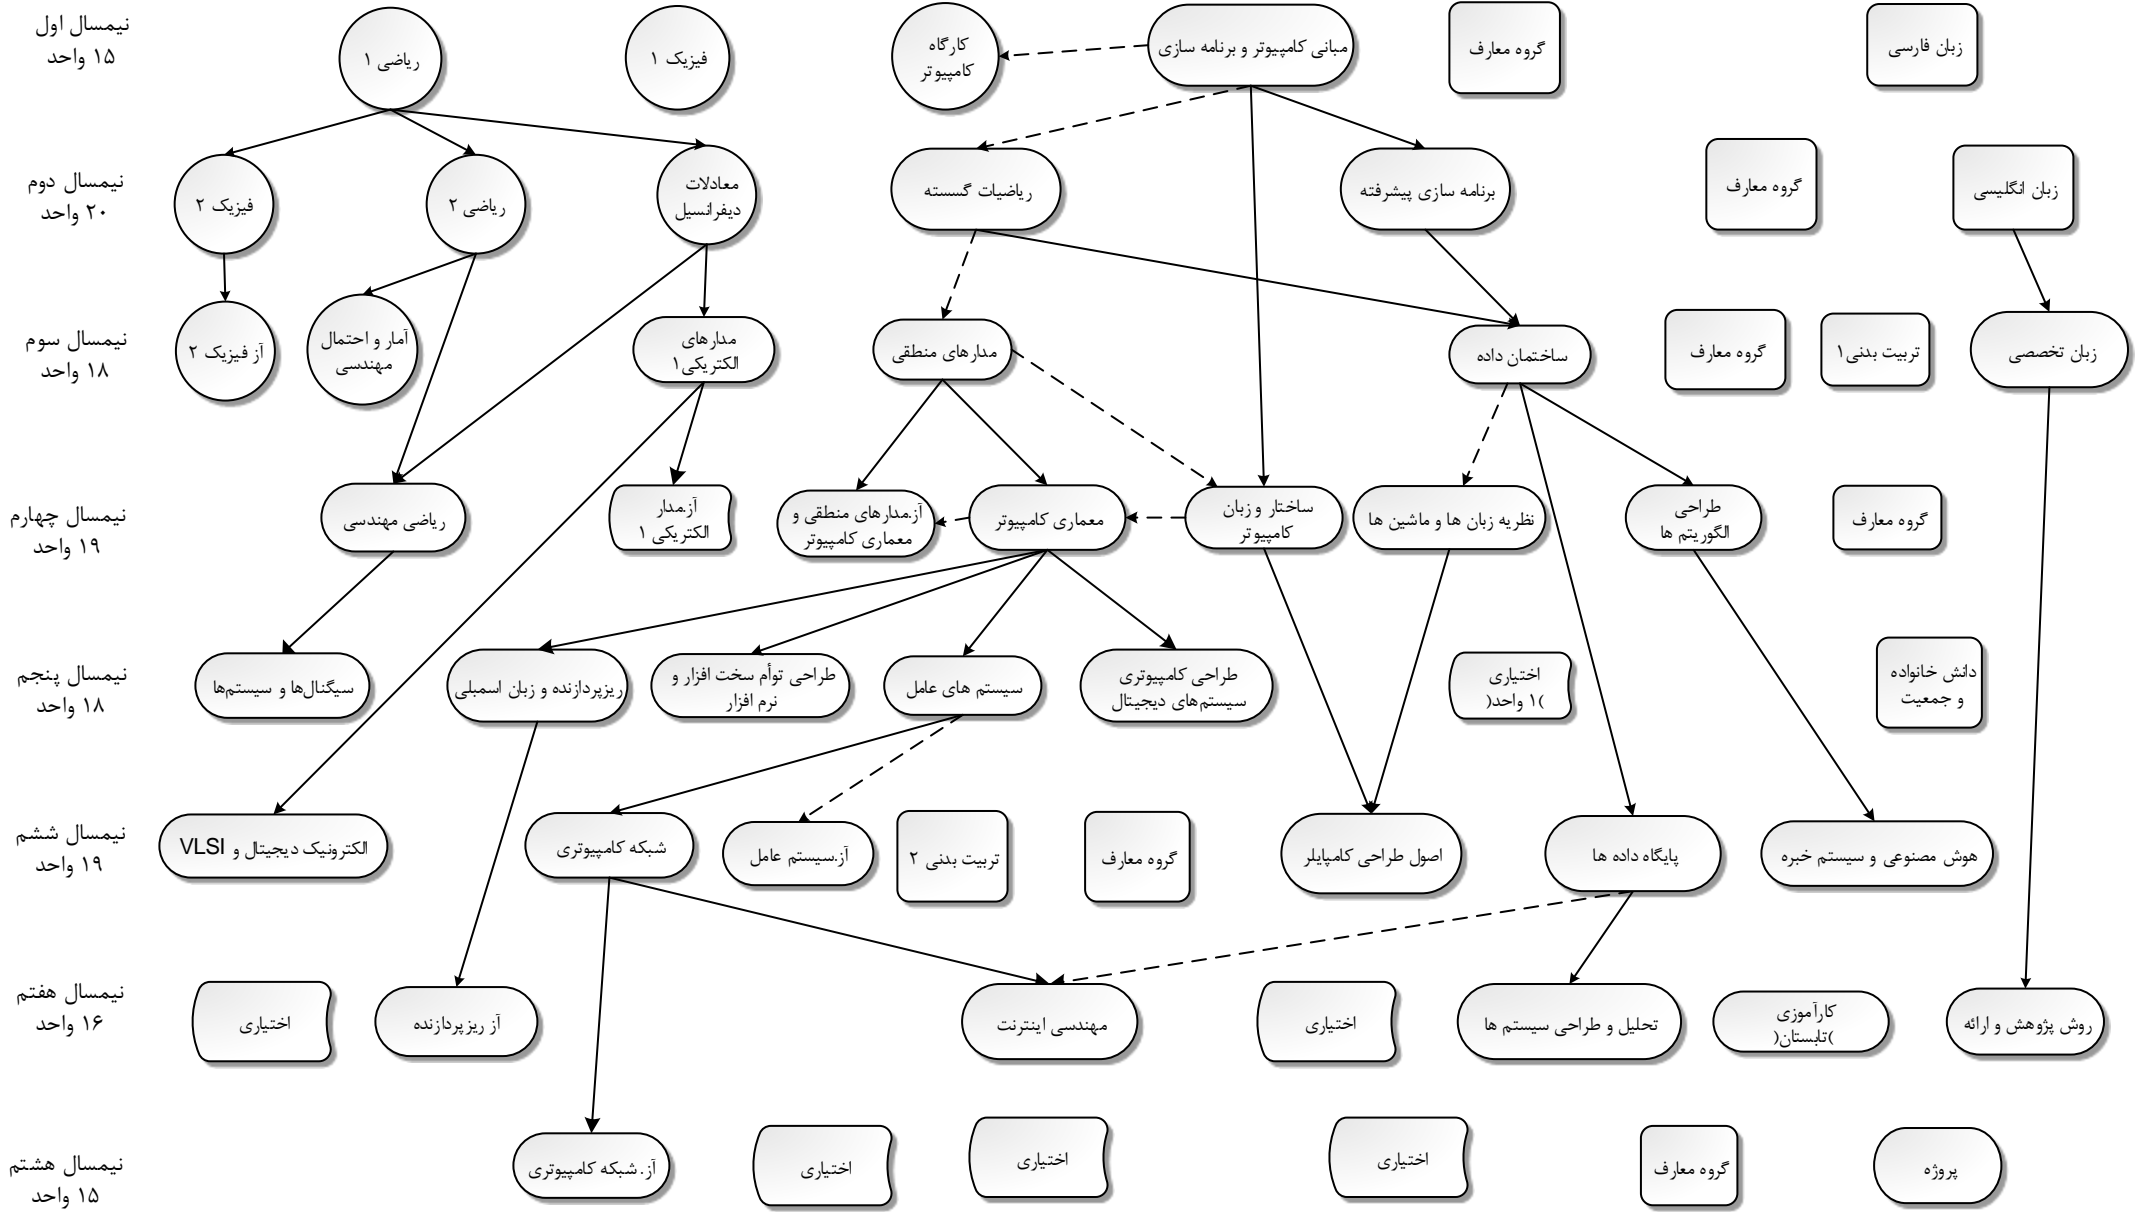 نیمسال اول
۱۵ واحد
زبان فارسی
گروه معارف
مبانی کامپیوتر و برنامه سازی
کارگاه
کامپیوتر
فیزیک ۱
ریاضی ۱
نیمسال دوم
۲۰ واحد
زبان انگلیسی
گروه معارف
برنامه سازی پیشرفته
ریاضیات گسسته
معادلات
دیفرانسیل
ریاضی ۲
فیزیک ۲
نیمسال سوم
۱۸ واحد
زبان تخصصی
تربیت بدنی۱
گروه معارف
ساختمان داده
مدارهای منطقی
مدارهای
الکتریکی۱
آمار و احتمال
مهندسی
آز فیزیک ۲
نیمسال چهارم
۱۹ واحد
گروه معارف
طراحی
الگوریتم ها
نظریه زبان ها و ماشین ها
ساختار و زبان
کامپیوتر
معماری کامپیوتر
آز.مدارهای منطقی و
معماری کامپیوتر
آز.مدار
الکتریکی ۱
ریاضی مهندسی
نیمسال پنجم
۱۸ واحد
دانش خانواده
و جمعیت
اختیاری
)۱ واحد(
طراحی کامپیوتری
سیستم‌های دیجیتال
سیستم های عامل
طراحی توأم سخت افزار و
نرم افزار
ریزپردازنده و زبان اسمبلی
سیگنال‌ها و سیستم‌ها
نیمسال ششم
۱۹ واحد
هوش مصنوعی و سیستم خبره
پایگاه داده ها
اصول طراحی کامپایلر
گروه معارف
تربیت بدنی ۲
آز.سیستم عامل
شبکه کامپیوتری
الکترونیک دیجیتال و VLSI
نیمسال هفتم
۱۶ واحد
روش پژوهش و ارائه
کارآموزی
)تابستان(
تحلیل و طراحی سیستم ها
اختیاری
مهندسی اینترنت
آز ریزپردازنده
اختیاری
نیمسال هشتم
۱۵ واحد
پروژه
گروه معارف
اختیاری
اختیاری
اختیاری
آز. شبکه کامپیوتری